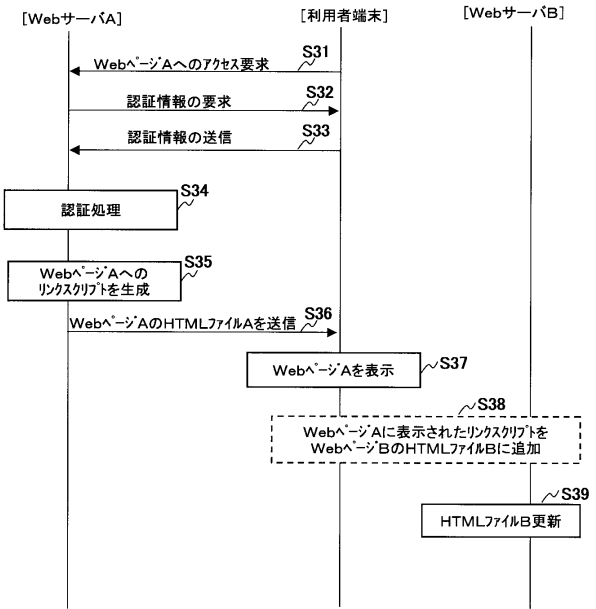 [WebサーバA]
[利用者端末]
[WebサーバB]
S31
WebページAへのアクセス要求
S32
認証情報の要求
S33
認証情報の送信
S34
認証処理
S35
WebページAへの
リンクスクリプトを生成
S36
WebページAのHTMLファイルAを送信
S37
WebページAを表示
S38
WebページAに表示されたリンクスクリプトを
WebページBのHTMLファイルBに追加
S39
HTMLファイルB更新